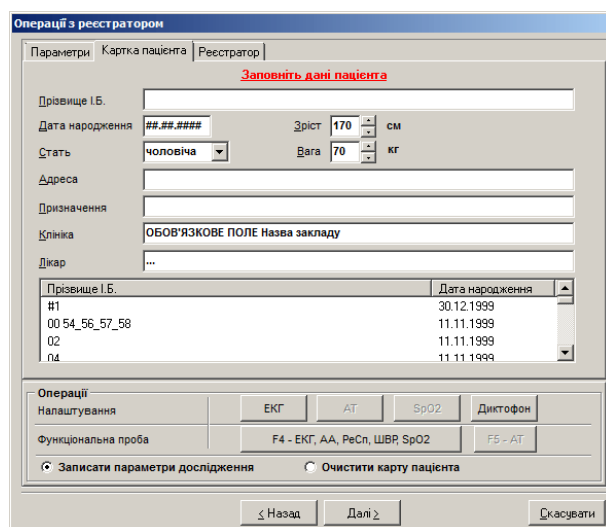 Операції з реєстратором
Параметри Картка пацієнта Реєстратор
Заповніть дані пацієнта
Прізвище І.Б.
Дата народження ##.##.#### Зріст 170 см
Стать чоловіча Вага 70 кг
Адреса
Призначення
Клініка ОБОВ'ЯЗКОВЕ ПОЛЕ Назва закладу
Лікар ...
Прізвище І.Б. Дата народження
#1 30.12.1999
00 54_56_57_58 11.11.1999
02 11.11.1999
04 11.11.1999
Операції
Налаштування ЕКГ АТ SpO2 Диктофон
Функціональна проба F4 - ЕКГ, АА, РеСп, ШВР, SpO2 F5 - АТ
Записати параметри дослідження Очистити карту пацієнта
< Назад Далі > Скасувати